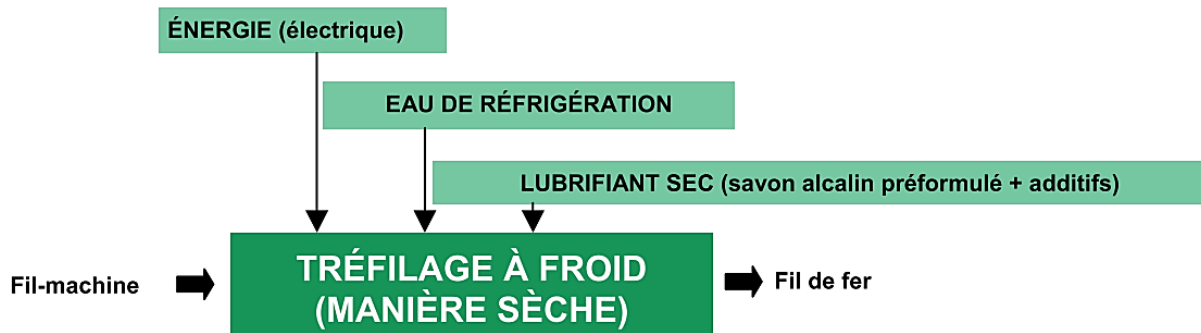 ÉNERGIE (électrique)
EAU DE RÉFRIGÉRATION
LUBRIFIANT SEC (savon alcalin préformulé + additifs)
Fil-machine
TRÉFILAGE À FROID
(MANIÈRE SÈCHE)
Fil de fer